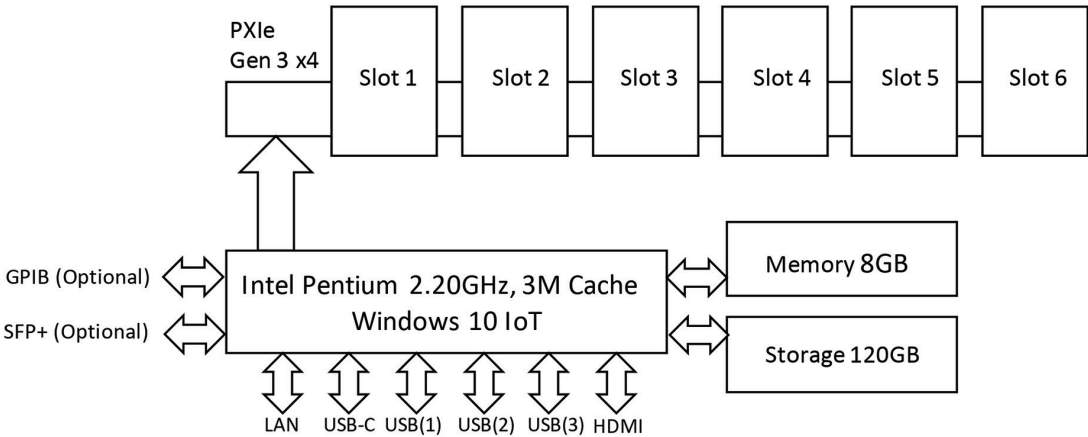 PXIe
Gen 3 x4
Slot 1
Slot 2
Slot 3
Slot 4
Slot 5
Slot 6
GPIB (Optional)
SFP+ (Optional)
Intel Pentium 2.20GHz, 3M Cache
Windows 10 IoT
Memory 8GB
Storage 120GB
LAN
USB-C
USB(1)
USB(2)
USB(3)
HDMI